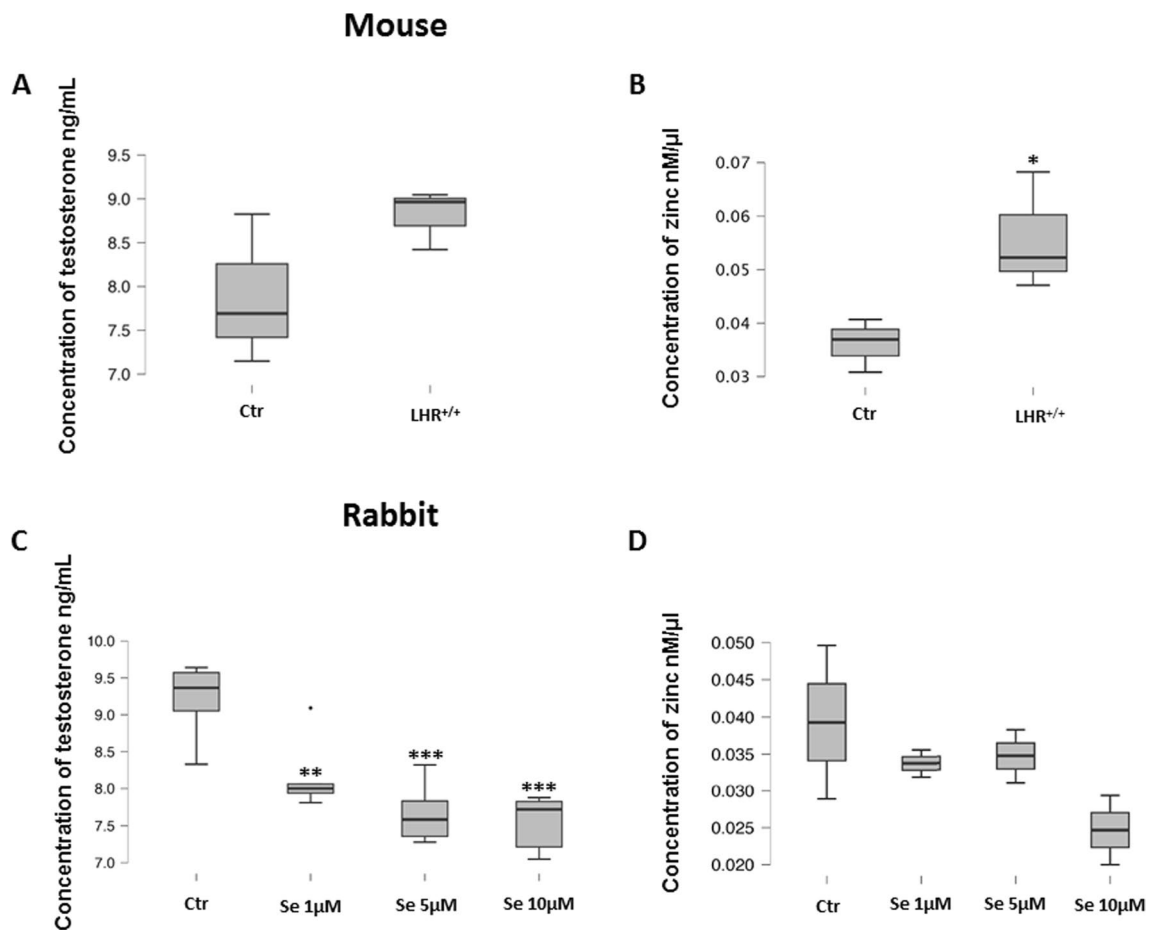 Mouse
A
Concentration of testosterone ng/mL
9.5
9.0
8.5
8.0
7.5
7.0
Ctr
LHR+/+
B
Concentration of zinc nM/µl
0.07
0.06
0.05
0.04
0.03
*
Ctr
LHR+/+
Rabbit
C
Concentration of testosterone ng/mL
10.0
9.5
9.0
8.5
8.0
7.5
7.0
**
***
***
Ctr
Se 1µM
Se 5µM
Se 10µM
D
Concentration of zinc nM/µl
0.050
0.045
0.040
0.035
0.030
0.025
0.020
Ctr
Se 1µM
Se 5µM
Se 10µM